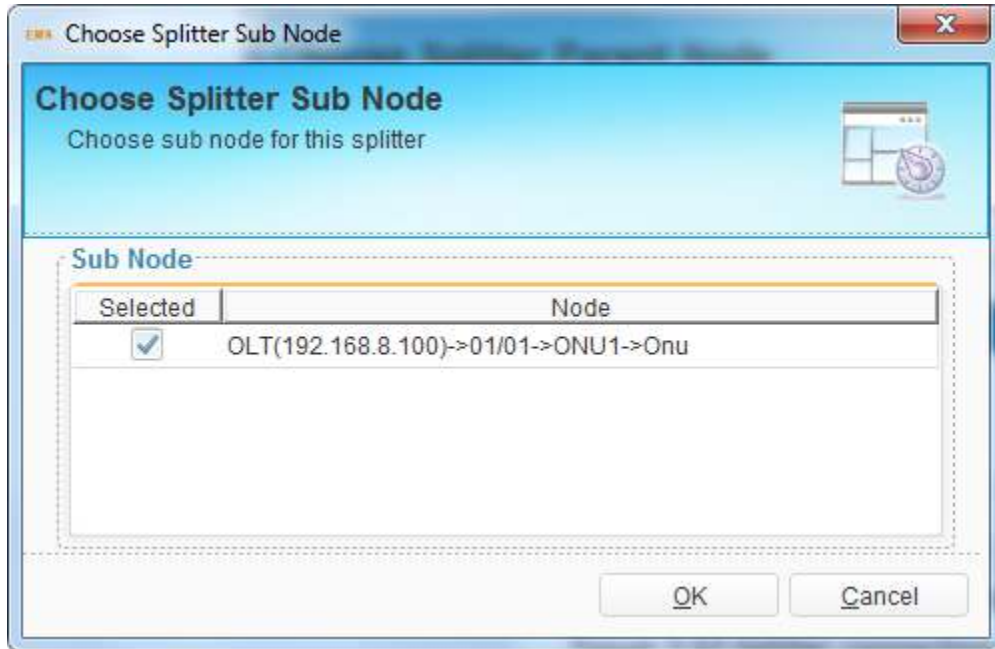 EMS Choose Splitter Sub Node
Choose Splitter Sub Node
Choose sub node for this splitter
Sub Node
Selected Node
OLT(192.168.8.100)->01/01->ONU1->Onu
OK Cancel